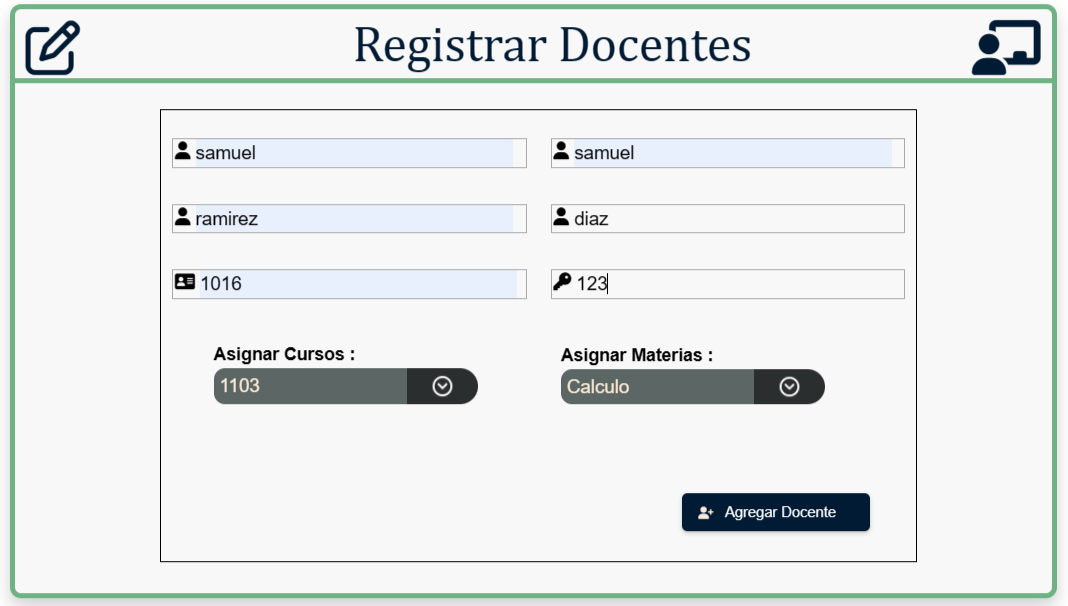 Registrar Docentes
samuel samuel
ramirez diaz
1016 123
Asignar Cursos : Asignar Materias :
1103 Calculo
Agregar Docente